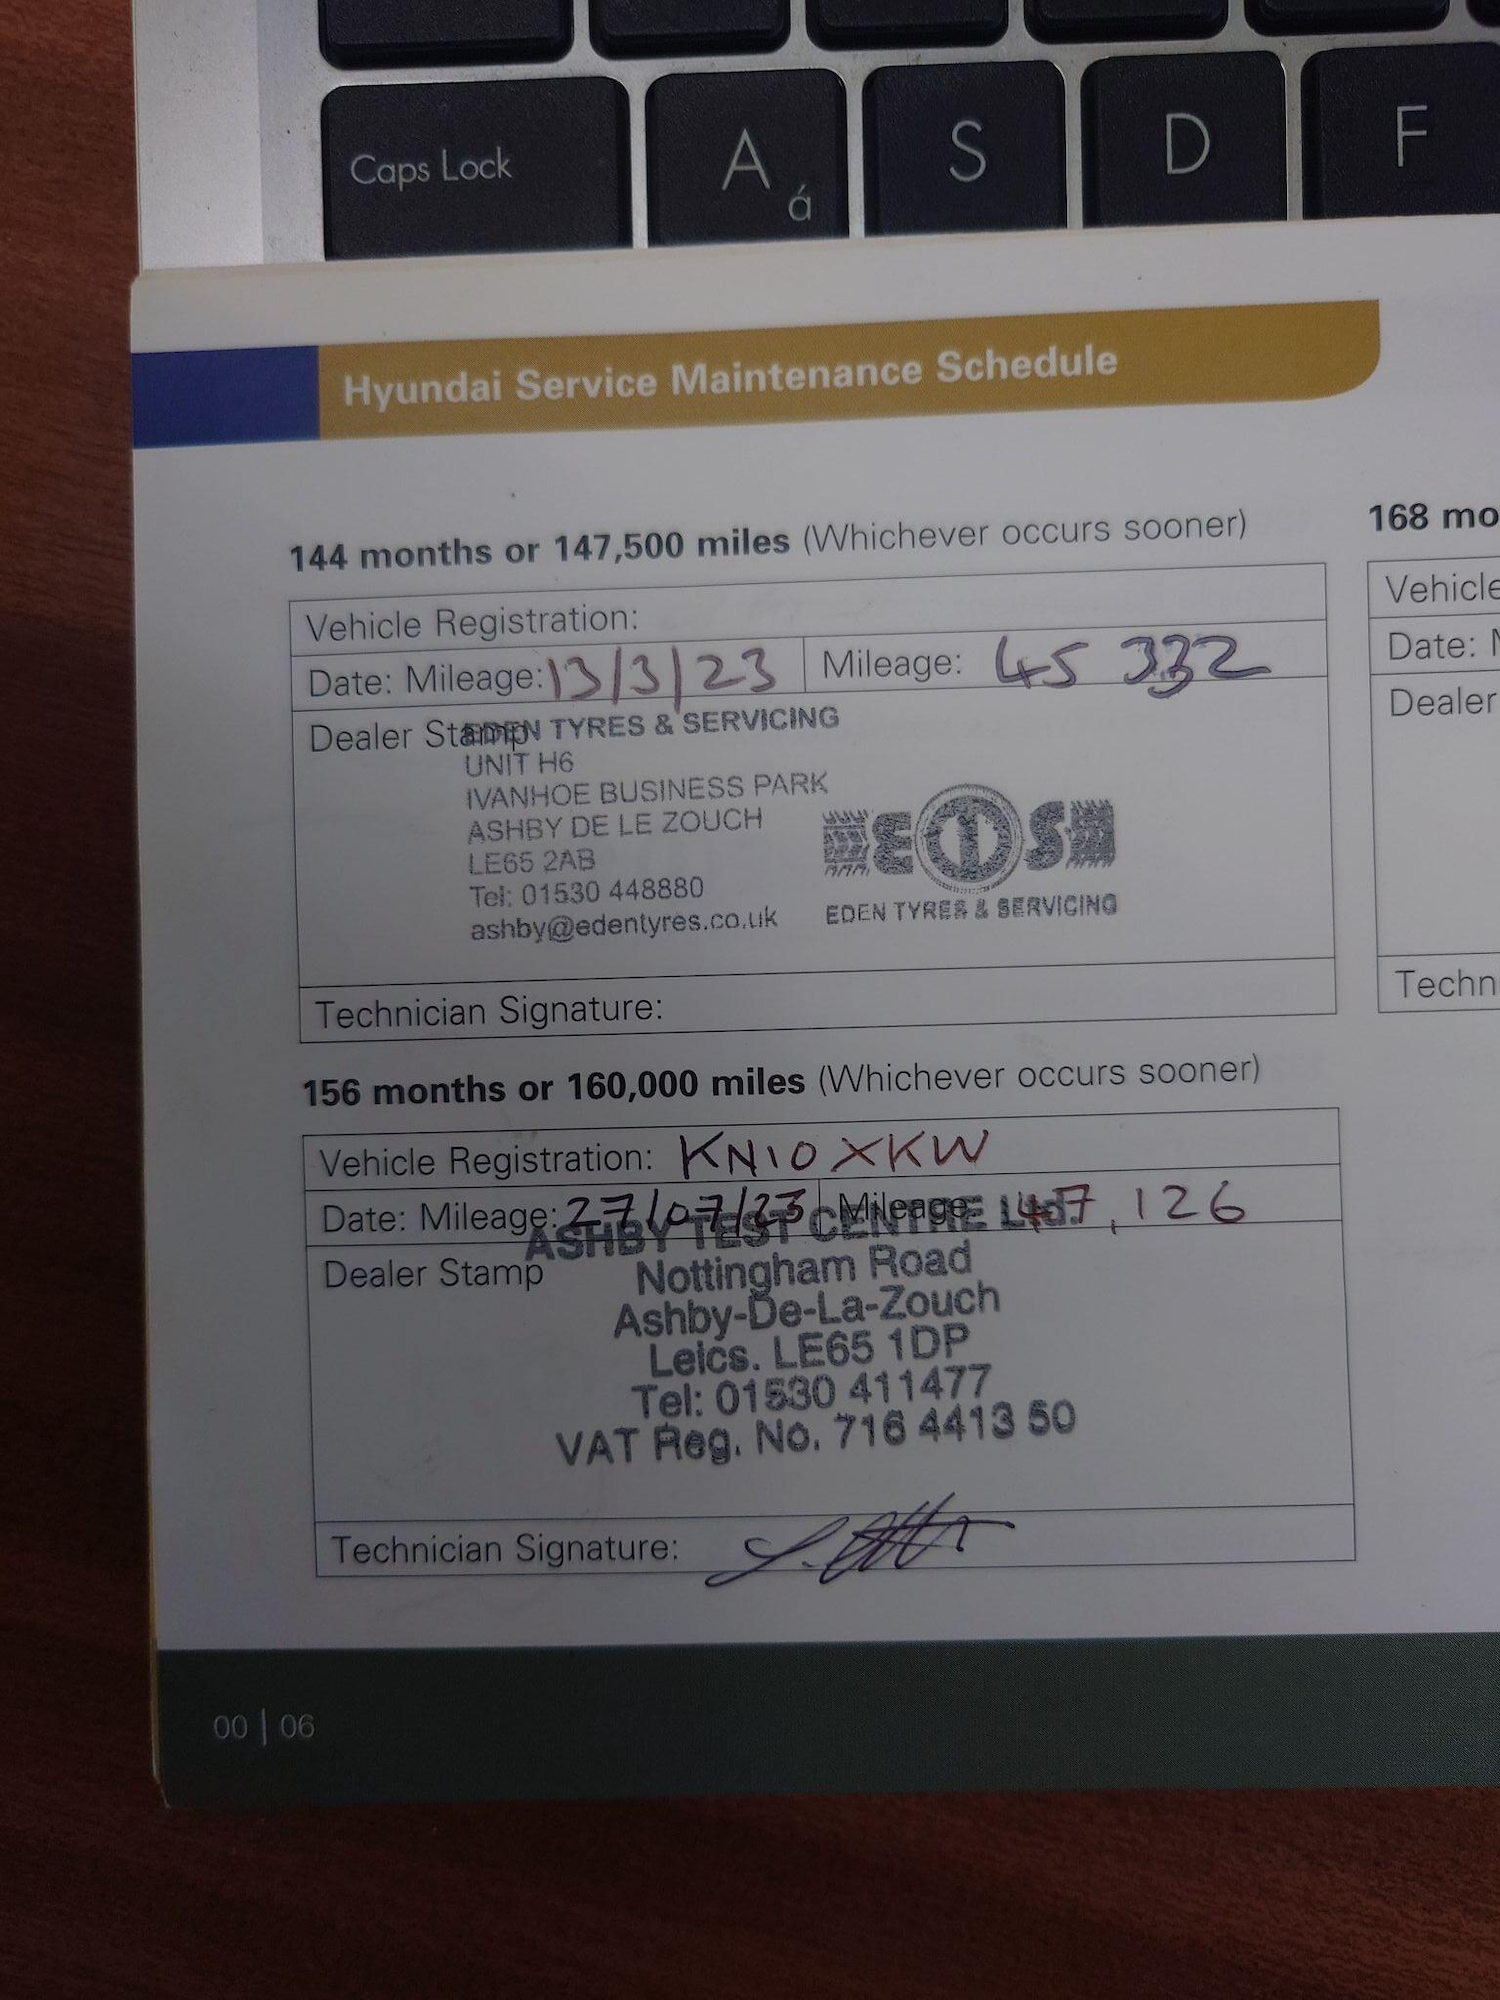 Caps Lock
A
á
S
D
F
Hyundai Service Maintenance Schedule
144 months or 147,500 miles (Whichever occurs sooner)
Vehicle Registration:
Date: Mileage: 13/3/23 Mileage: 45 332
Dealer Stamp
EDEN TYRES & SERVICING
UNIT H6
IVANHOE BUSINESS PARK
ASHBY DE LE ZOUCH
LE65 2AB
Tel: 01530 448880
ashby@edentyres.co.uk
EDEN TYRES & SERVICING
Technician Signature:
156 months or 160,000 miles (Whichever occurs sooner)
Vehicle Registration: KN10 XKW
Date: Mileage: 27/07/23 Mileage: 47,126
Dealer Stamp
ASHBY TEST CENTRE Ltd.
Nottingham Road
Ashby-De-La-Zouch
Leics. LE65 1DP
Tel: 01530 411477
VAT Reg. No. 716 4413 50
Technician Signature:
168 mo
Vehicle
Date:
Dealer
Techn
00 | 06